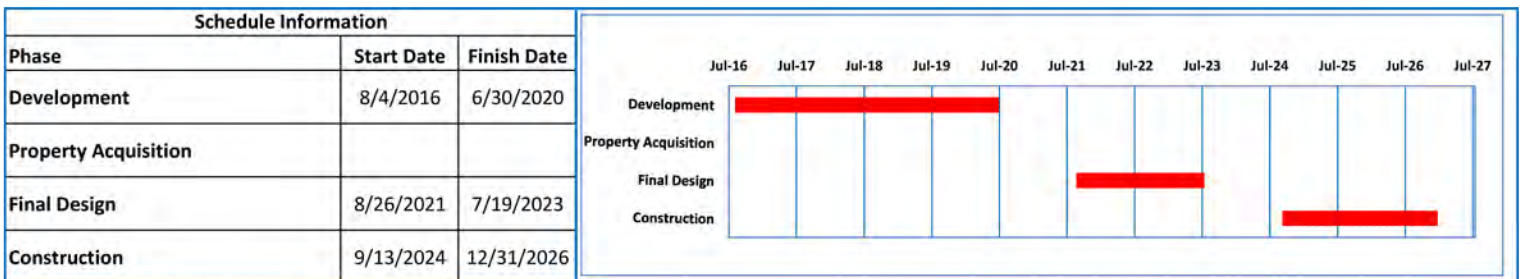 Schedule Information
Phase Start Date Finish Date
Development 8/4/2016 6/30/2020
Property Acquisition
Final Design 8/26/2021 7/19/2023
Construction 9/13/2024 12/31/2026
Jul-16 Jul-17 Jul-18 Jul-19 Jul-20 Jul-21 Jul-22 Jul-23 Jul-24 Jul-25 Jul-26 Jul-27
Development
Property Acquisition
Final Design
Construction